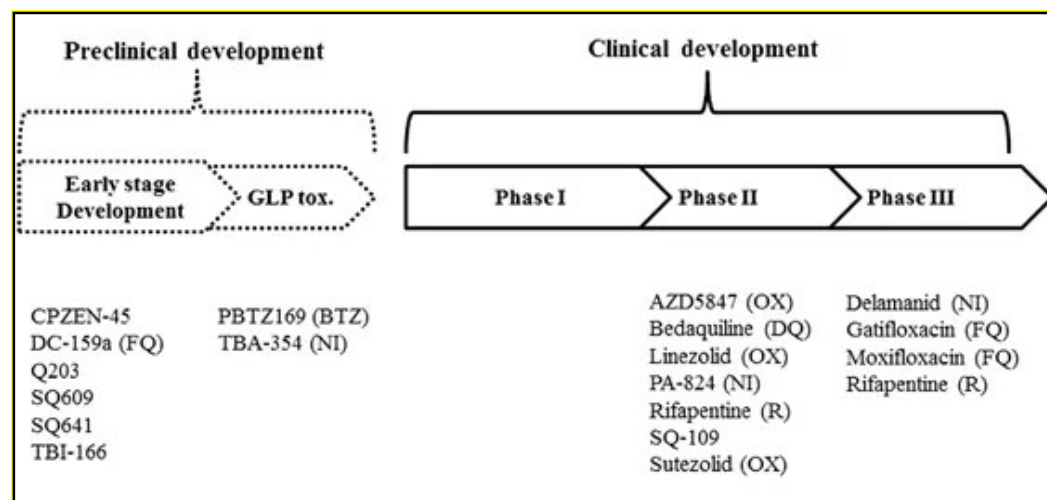 Preclinical development
Clinical development
Early stage
Development
GLP tox.
Phase I
Phase II
Phase III
CPZEN-45
DC-159a (FQ)
Q203
SQ609
SQ641
TBI-166
PBTZ169 (BTZ)
TBA-354 (NI)
AZD5847 (OX)
Bedaquiline (DQ)
Linezolid (OX)
PA-824 (NI)
Rifapentine (R)
SQ-109
Sutezolid (OX)
Delamanid (NI)
Gatifloxacin (FQ)
Moxifloxacin (FQ)
Rifapentine (R)